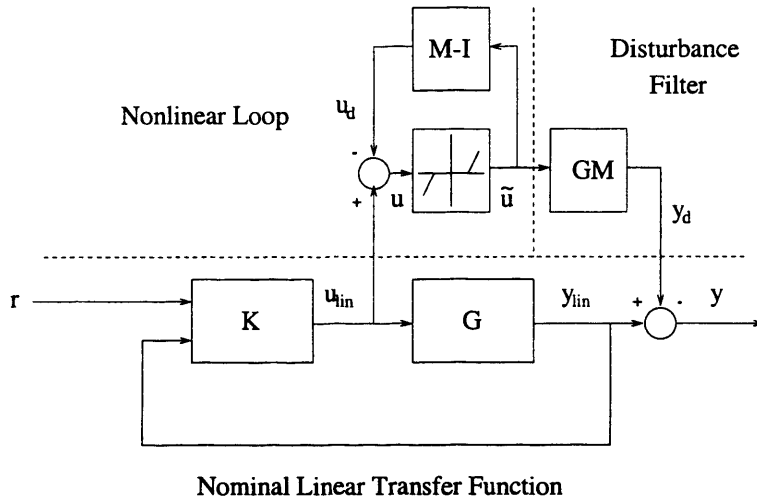 M-I
Disturbance
Filter
Nonlinear Loop
u_d
-
+
u
ũ
GM
y_d
r
K
u_lin
G
y_lin
+
-
y
Nominal Linear Transfer Function